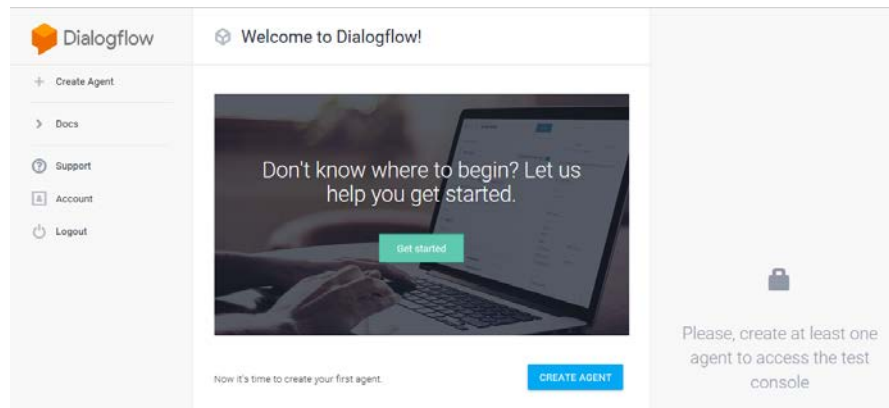 Dialogflow
Create Agent
Docs
Support
Account
Logout
Welcome to Dialogflow!
Don't know where to begin? Let us
help you get started.
Get started
Now it's time to create your first agent.
CREATE AGENT
Please, create at least one
agent to access the test
console